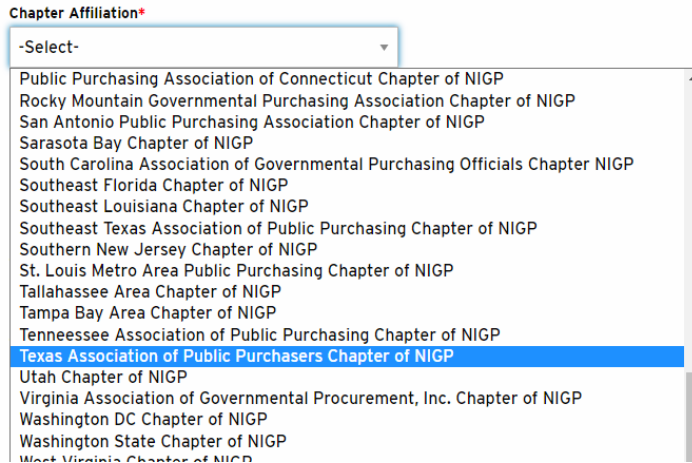 Chapter Affiliation*
-Select-
Public Purchasing Association of Connecticut Chapter of NIGP
Rocky Mountain Governmental Purchasing Association Chapter of NIGP
San Antonio Public Purchasing Association Chapter of NIGP
Sarasota Bay Chapter of NIGP
South Carolina Association of Governmental Purchasing Officials Chapter NIGP
Southeast Florida Chapter of NIGP
Southeast Louisiana Chapter of NIGP
Southeast Texas Association of Public Purchasing Chapter of NIGP
Southern New Jersey Chapter of NIGP
St. Louis Metro Area Public Purchasing Chapter of NIGP
Tallahassee Area Chapter of NIGP
Tampa Bay Area Chapter of NIGP
Tenneessee Association of Public Purchasing Chapter of NIGP
Texas Association of Public Purchasers Chapter of NIGP
Utah Chapter of NIGP
Virginia Association of Governmental Procurement, Inc. Chapter of NIGP
Washington DC Chapter of NIGP
Washington State Chapter of NIGP
West Virginia Chapter of NIGP